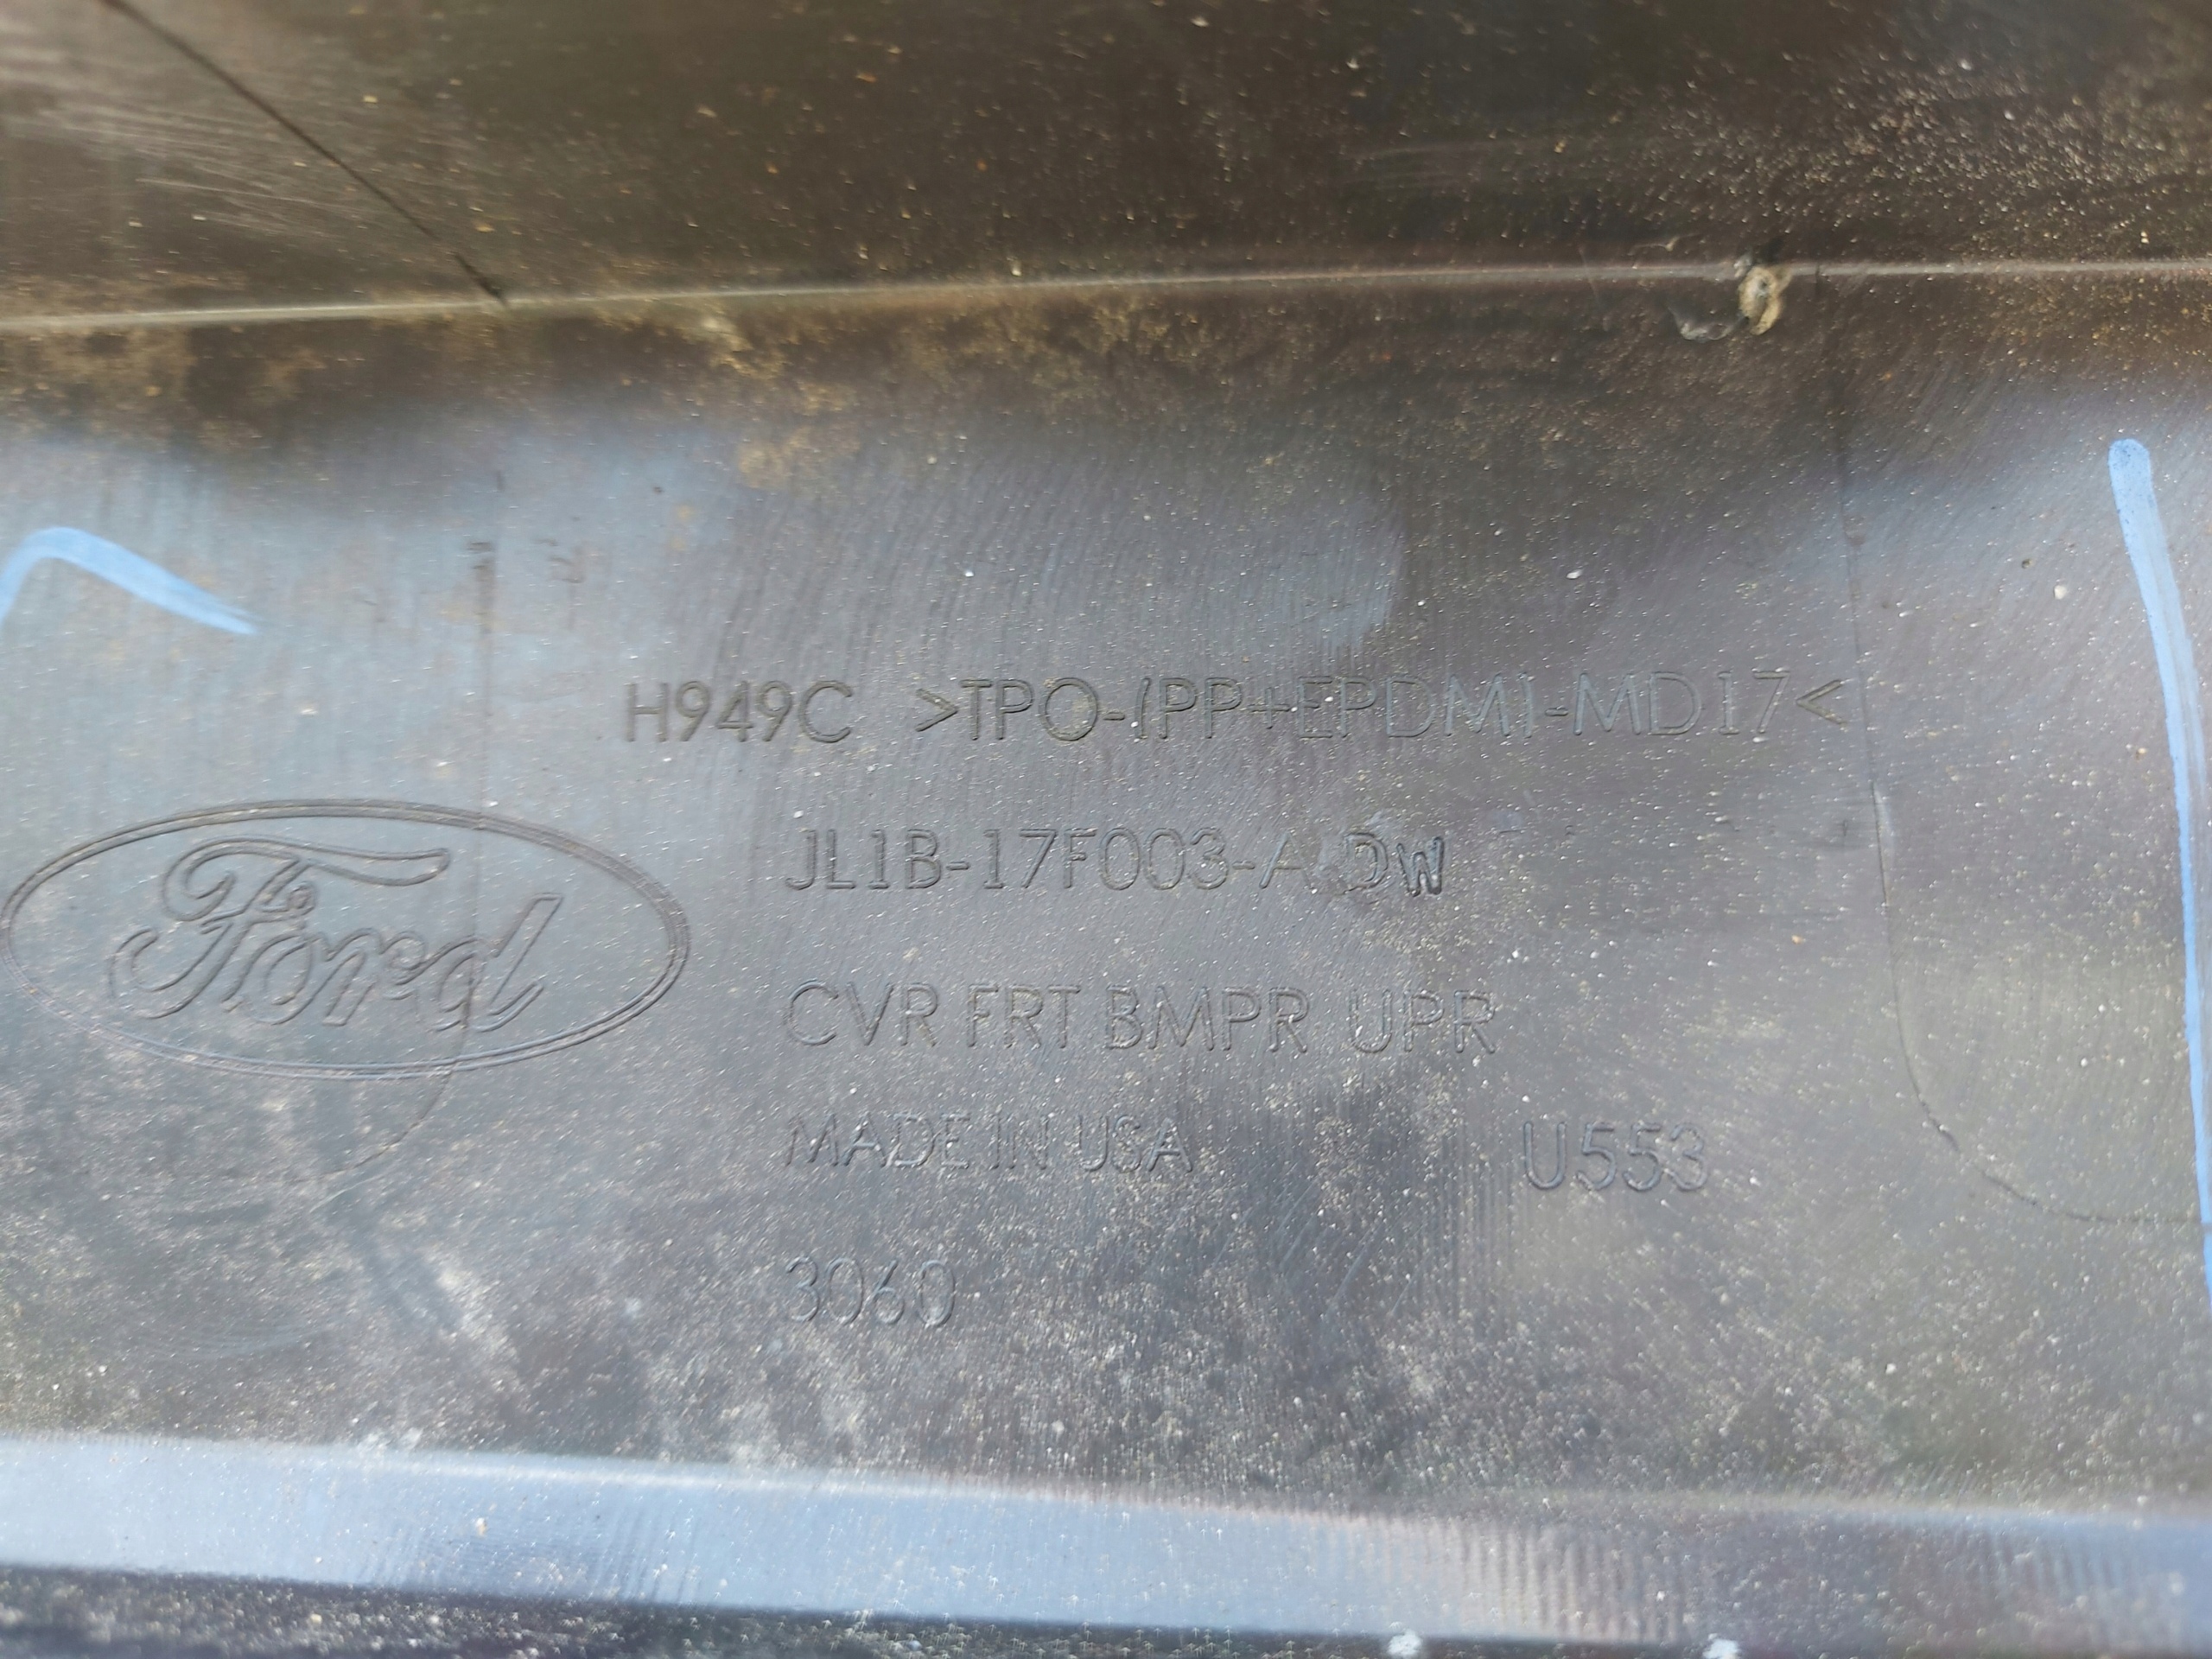 H949C >TPO-(PP+EPDM)-MD17<
Ford
JL1B-17F003-A DW
CVR FRT BMPR UPR
MADE IN USA U553
3060